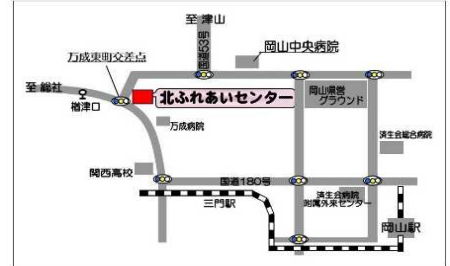 至 津山
国道53号
岡山中央病院
万成東町交差点
至 総社
楢津口
北ふれあいセンター
岡山県営
グラウンド
万成病院
済生会総合病院
関西高校
国道180号
三門駅
済生会病院
附属外来センター
岡山駅